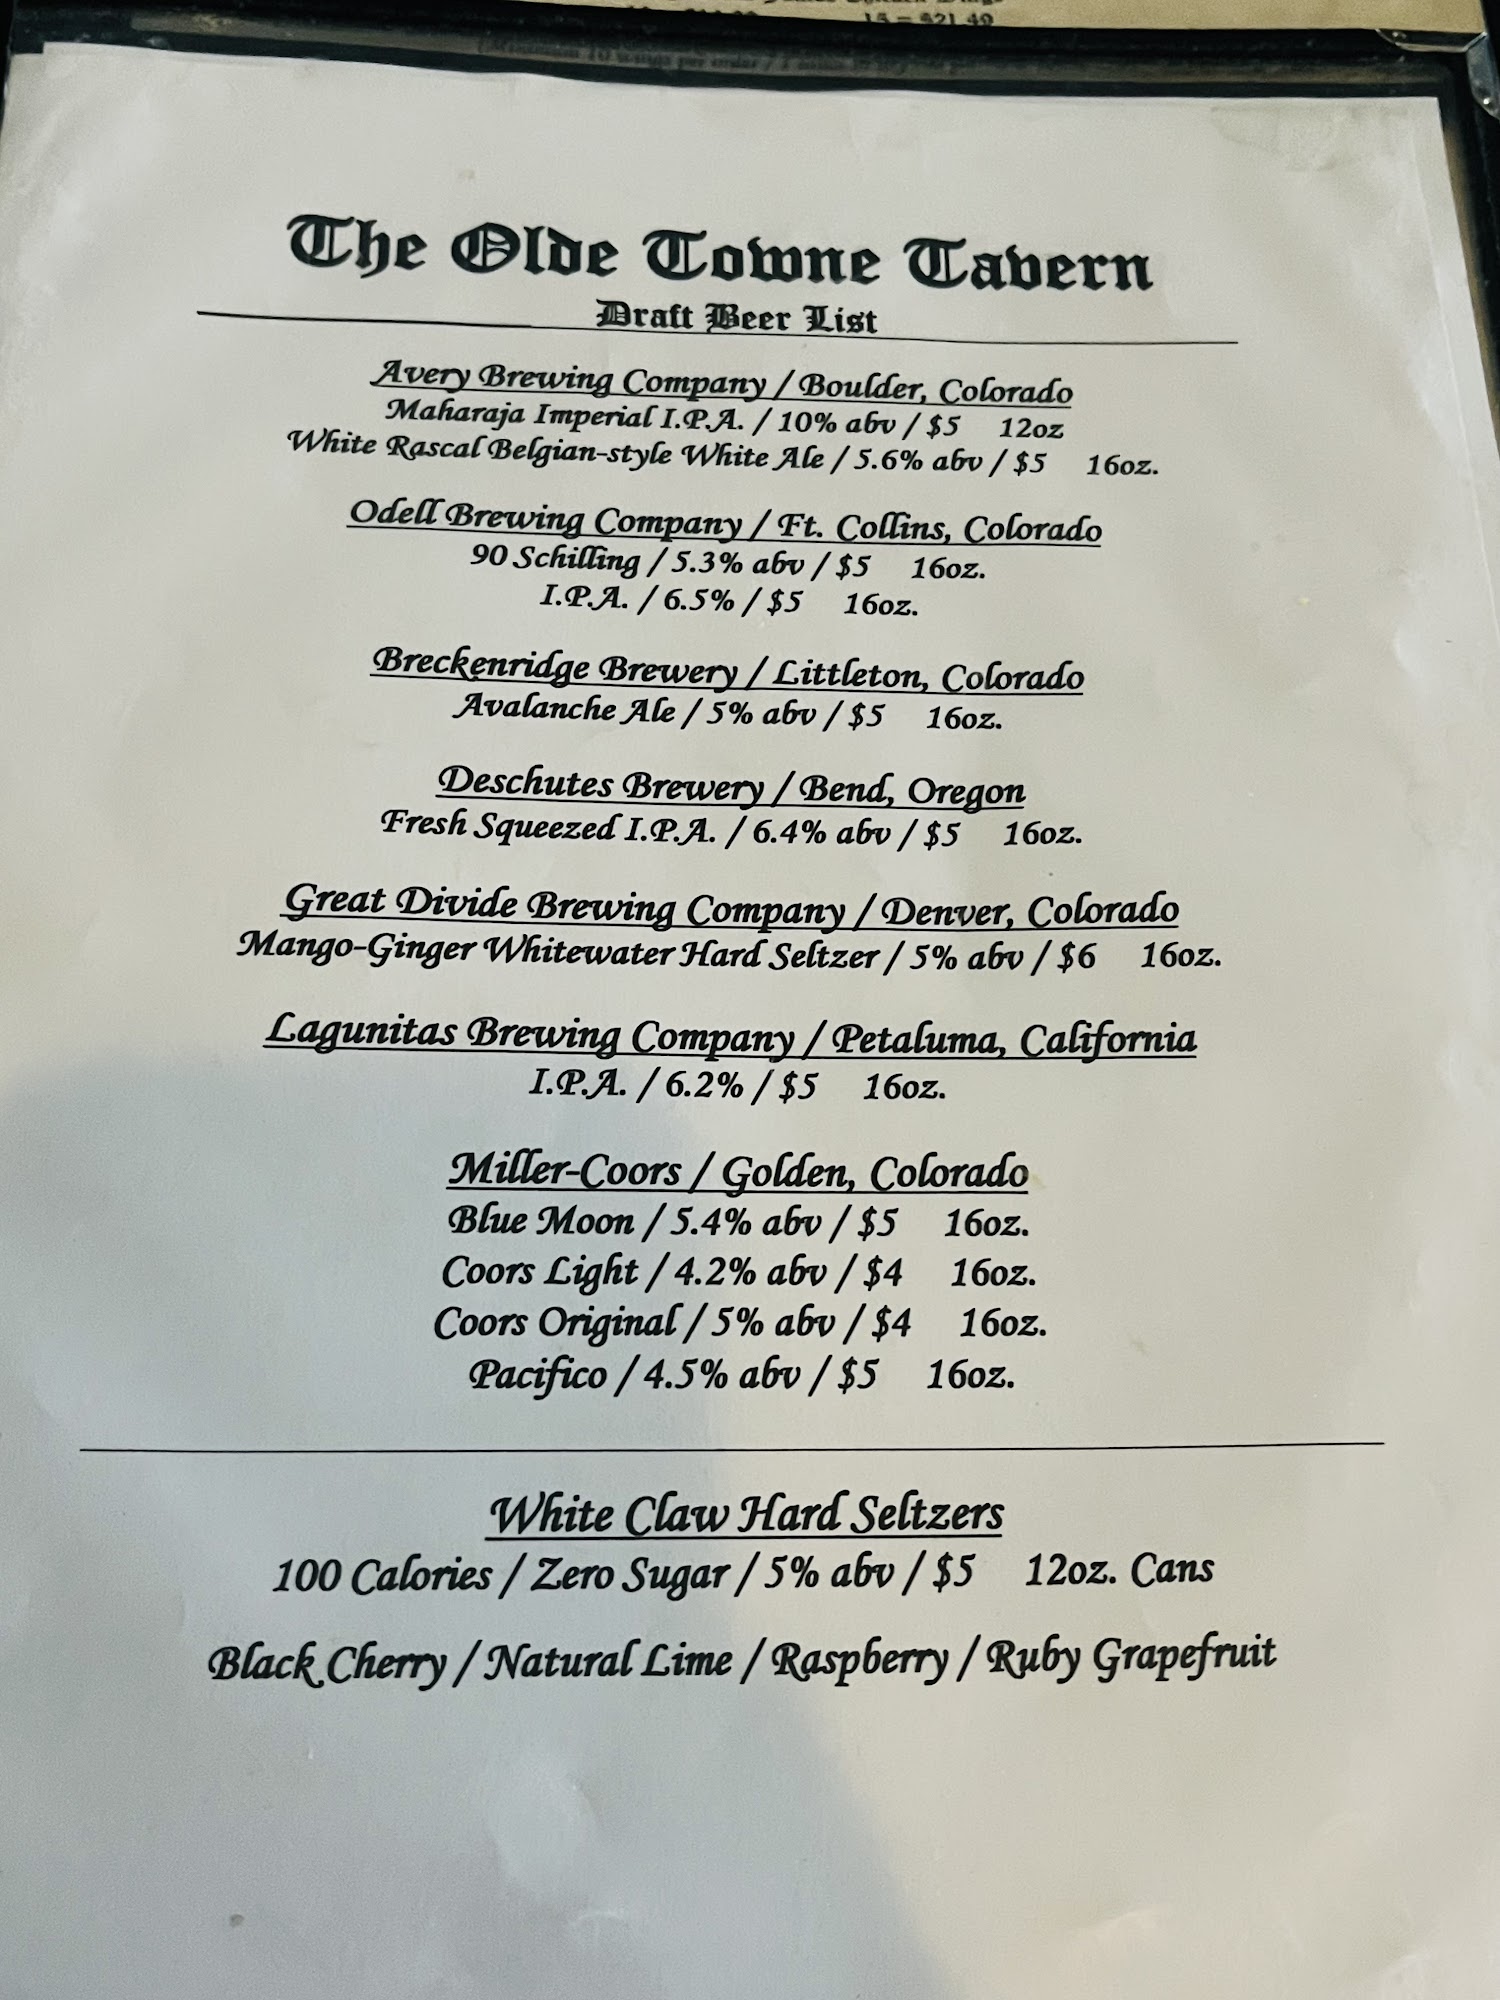 15 – $21.49
The Olde Towne Tavern
Draft Beer List
Avery Brewing Company / Boulder, Colorado
Maharaja Imperial I.P.A. / 10% abv / $5 12oz
White Rascal Belgian-style White Ale / 5.6% abv / $5 16oz.
Odell Brewing Company / Ft. Collins, Colorado
90 Schilling / 5.3% abv / $5 16oz.
I.P.A. / 6.5% / $5 16oz.
Breckenridge Brewery / Littleton, Colorado
Avalanche Ale / 5% abv / $5 16oz.
Deschutes Brewery / Bend, Oregon
Fresh Squeezed I.P.A. / 6.4% abv / $5 16oz.
Great Divide Brewing Company / Denver, Colorado
Mango-Ginger Whitewater Hard Seltzer / 5% abv / $6 16oz.
Lagunitas Brewing Company / Petaluma, California
I.P.A. / 6.2% / $5 16oz.
Miller-Coors / Golden, Colorado
Blue Moon / 5.4% abv / $5 16oz.
Coors Light / 4.2% abv / $4 16oz.
Coors Original / 5% abv / $4 16oz.
Pacifico / 4.5% abv / $5 16oz.
White Claw Hard Seltzers
100 Calories / Zero Sugar / 5% abv / $5 12oz. Cans
Black Cherry / Natural Lime / Raspberry / Ruby Grapefruit